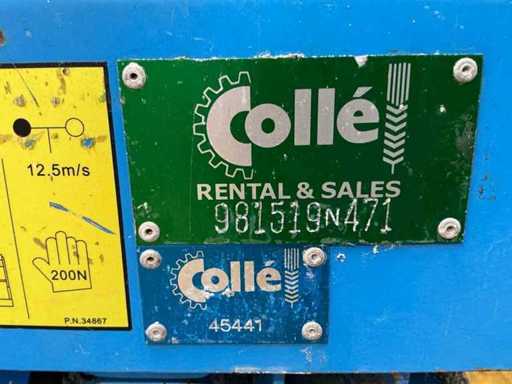 12.5m/s
200N
P.N.34867
Collé
RENTAL & SALES
981519N471
Collé
45441